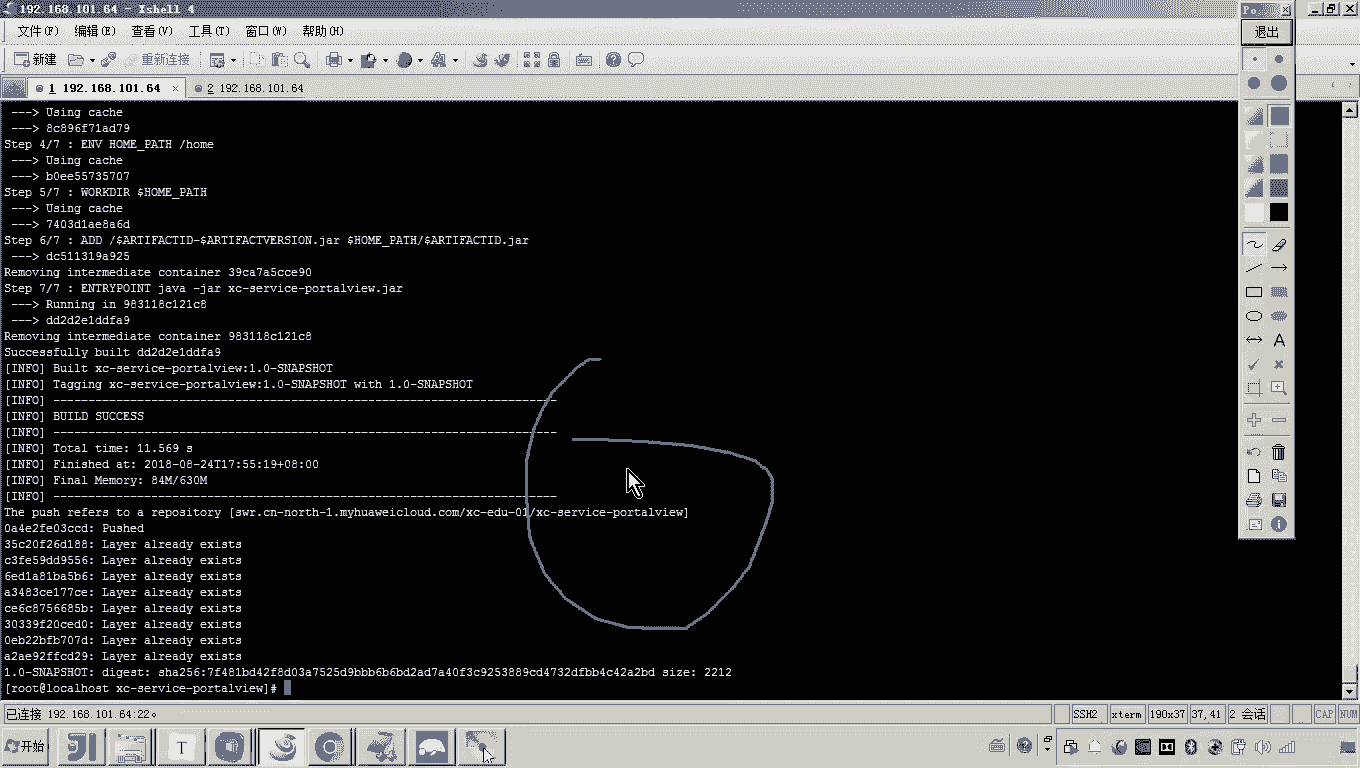 192.168.101.64 - Xshell 4
Po.
文件(F) 编辑(E) 查看(V) 工具(T) 窗口(W) 帮助(H)
退出
新建 重新连接
1 192.168.101.64 × 2 192.168.101.64
---> Using cache
---> 8c896f71ad79
Step 4/7 : ENV HOME_PATH /home
---> Using cache
---> b0ee55735707
Step 5/7 : WORKDIR $HOME_PATH
---> Using cache
---> 7403d1ae8a6d
Step 6/7 : ADD /$ARTIFACTID-$ARTIFACTVERSION.jar $HOME_PATH/$ARTIFACTID.jar
---> dc511319a925
Removing intermediate container 39ca7a5cce90
Step 7/7 : ENTRYPOINT java -jar xc-service-portalview.jar
---> Running in 983118c121c8
---> dd2d2e1ddfa9
Removing intermediate container 983118c121c8
Successfully built dd2d2e1ddfa9
[INFO] Built xc-service-portalview:1.0-SNAPSHOT
[INFO] Tagging xc-service-portalview:1.0-SNAPSHOT with 1.0-SNAPSHOT
[INFO] ------------------------------------------------------------------------
[INFO] BUILD SUCCESS
[INFO] ------------------------------------------------------------------------
[INFO] Total time: 11.569 s
[INFO] Finished at: 2018-08-24T17:55:19+08:00
[INFO] Final Memory: 84M/630M
[INFO] ------------------------------------------------------------------------
The push refers to a repository [swr.cn-north-1.myhuaweicloud.com/xc-edu-01/xc-service-portalview]
0a4e2fe03ccd: Pushed
35c20f26d188: Layer already exists
c3fe59dd9556: Layer already exists
6ed1a81ba5b6: Layer already exists
a3483ce177ce: Layer already exists
ce6c8756685b: Layer already exists
30339f20ced0: Layer already exists
0eb22bfb707d: Layer already exists
a2ae92ffcd29: Layer already exists
1.0-SNAPSHOT: digest: sha256:7f481bd42f8d03a7525d9bbb6b6bd2ad7a40f3c9253889cd4732dfbb4c42a2bd size: 2212
[root@localhost xc-service-portalview]#
已连接 192.168.101.64:22。 SSH2 xterm 190x37 37,41 2 会话 CAP NUM
开始